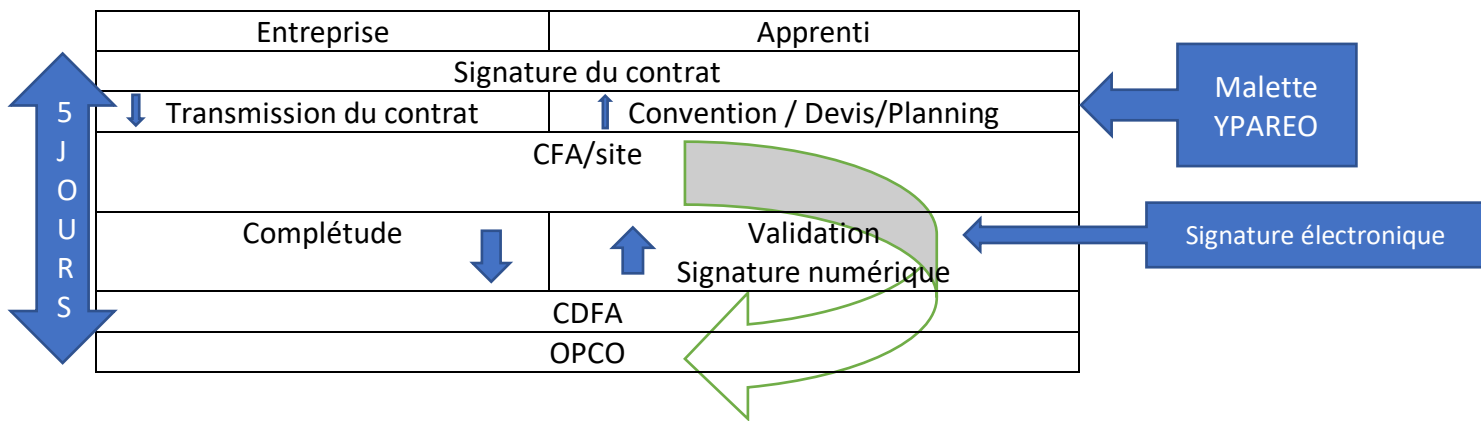 Entreprise
Apprenti
Signature du contrat
Transmission du contrat
Convention / Devis/Planning
CFA/site
Complétude
Validation
Signature numérique
CDFA
OPCO
5
J
O
U
R
S
Malette
YPAREO
Signature électronique